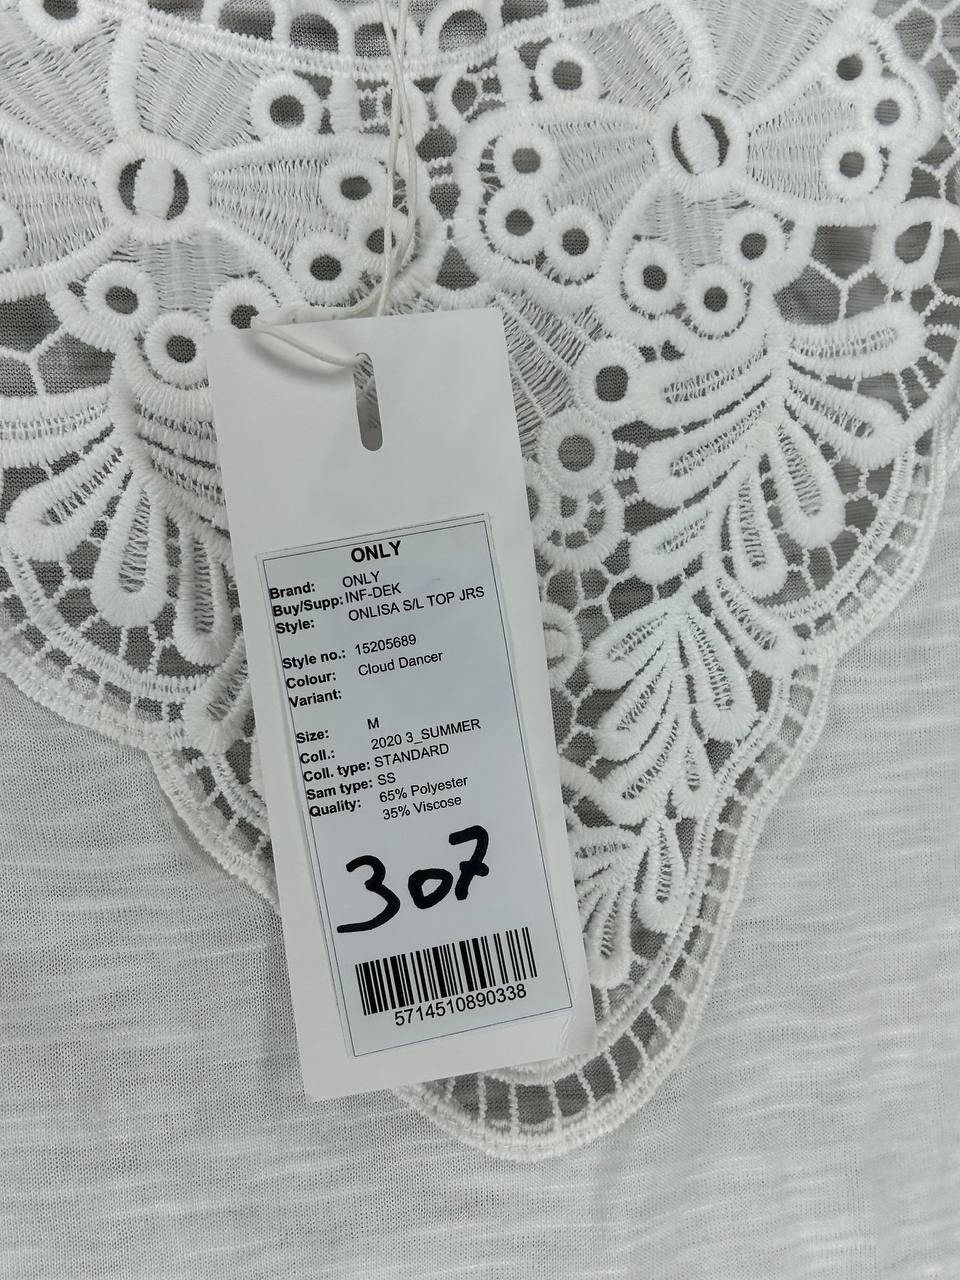 ONLY
Brand: ONLY
Buy/Supp: INF-DEK
Style: ONLISA S/L TOP JRS
Style no.: 15205689
Colour: Cloud Dancer
Variant:
Size: M
Coll.: 2020 3_SUMMER
Coll. type: STANDARD
Sam type: SS
Quality: 65% Polyester
35% Viscose
307
5714510890338